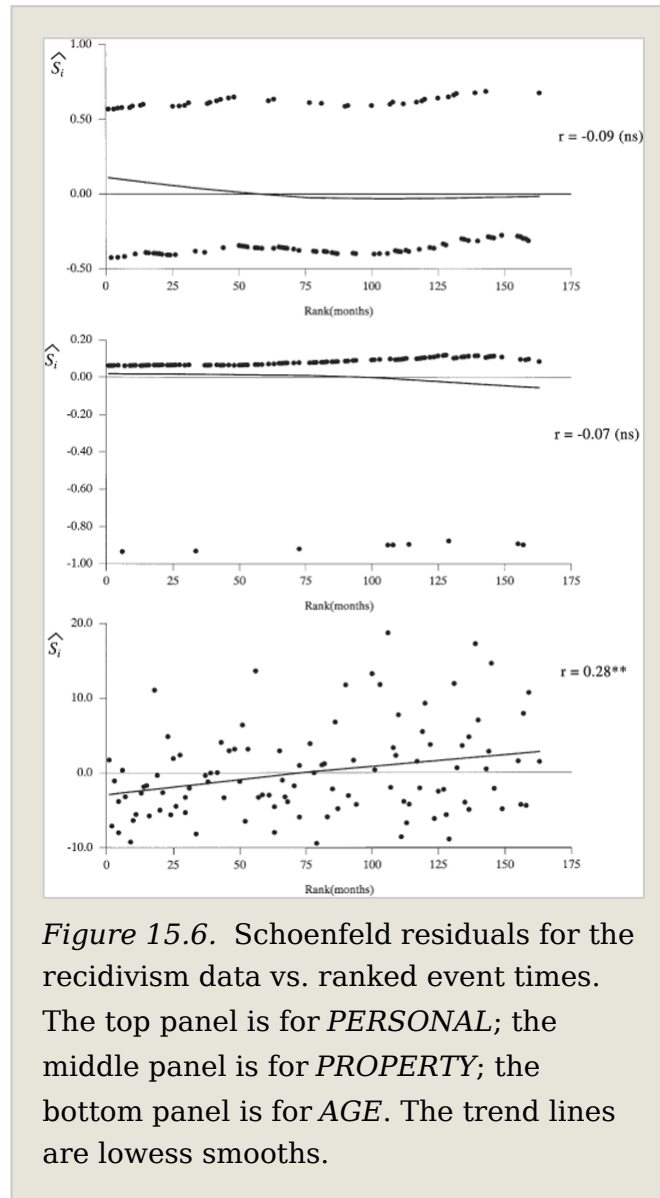 1.00
Ŝi
0.50
r = -0.09 (ns)
0.00
-0.50
0 25 50 75 100 125 150 175
Rank(months)
0.20
Ŝi
0.00
-0.20
r = -0.07 (ns)
-0.40
-0.60
-0.80
-1.00
0 25 50 75 100 125 150 175
Rank(months)
20.0
Ŝi
r = 0.28**
10.0
0.0
-10.0
0 25 50 75 100 125 150 175
Rank(months)
Figure 15.6. Schoenfeld residuals for the
recidivism data vs. ranked event times.
The top panel is for PERSONAL; the
middle panel is for PROPERTY; the
bottom panel is for AGE. The trend lines
are lowess smooths.